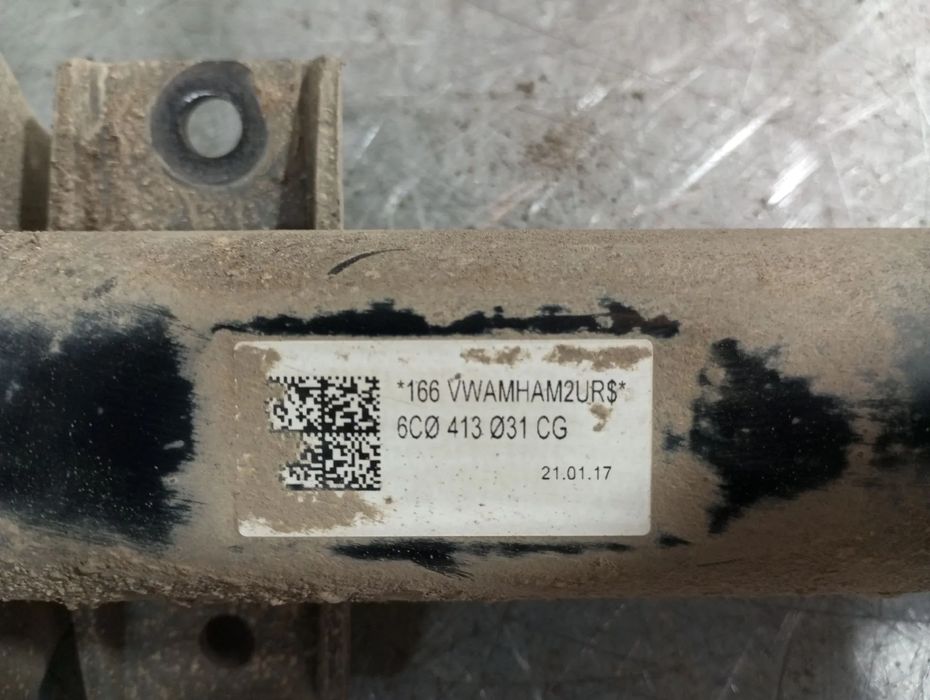 *166 VWAMHAM2UR$*
6CØ 413 Ø31 CG
21.01.17